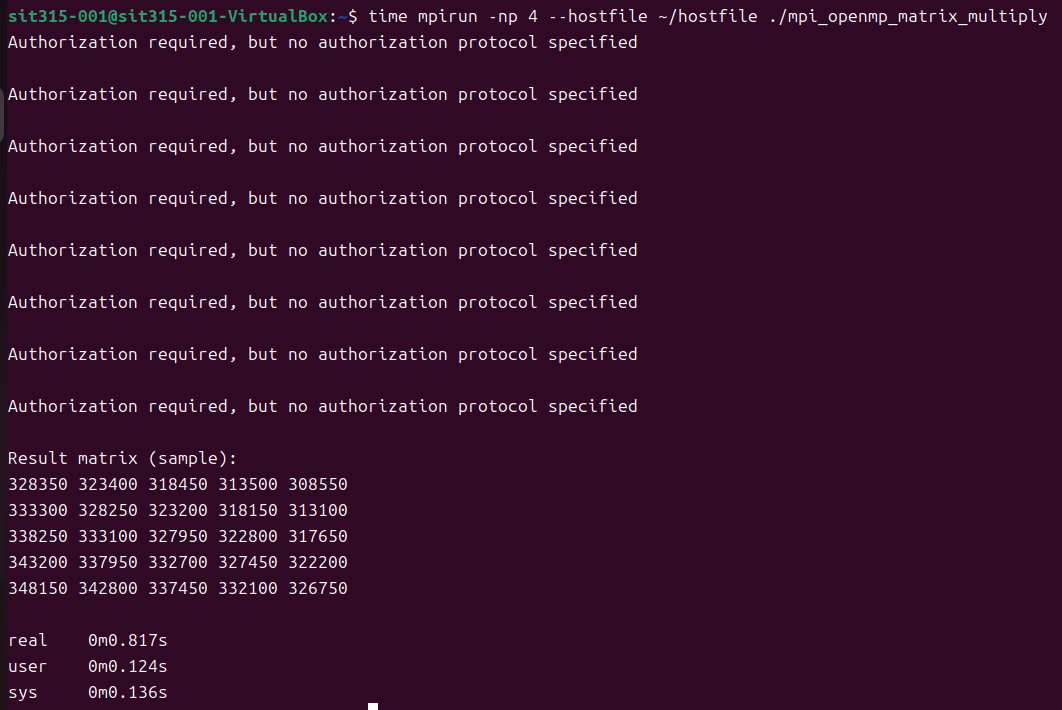 sit315-001@sit315-001-VirtualBox:~$ time mpirun -np 4 --hostfile ~/hostfile ./mpi_openmp_matrix_multiply
Authorization required, but no authorization protocol specified
Authorization required, but no authorization protocol specified
Authorization required, but no authorization protocol specified
Authorization required, but no authorization protocol specified
Authorization required, but no authorization protocol specified
Authorization required, but no authorization protocol specified
Authorization required, but no authorization protocol specified
Authorization required, but no authorization protocol specified
Result matrix (sample):
328350 323400 318450 313500 308550
333300 328250 323200 318150 313100
338250 333100 327950 322800 317650
343200 337950 332700 327450 322200
348150 342800 337450 332100 326750
real 0m0.817s
user 0m0.124s
sys 0m0.136s